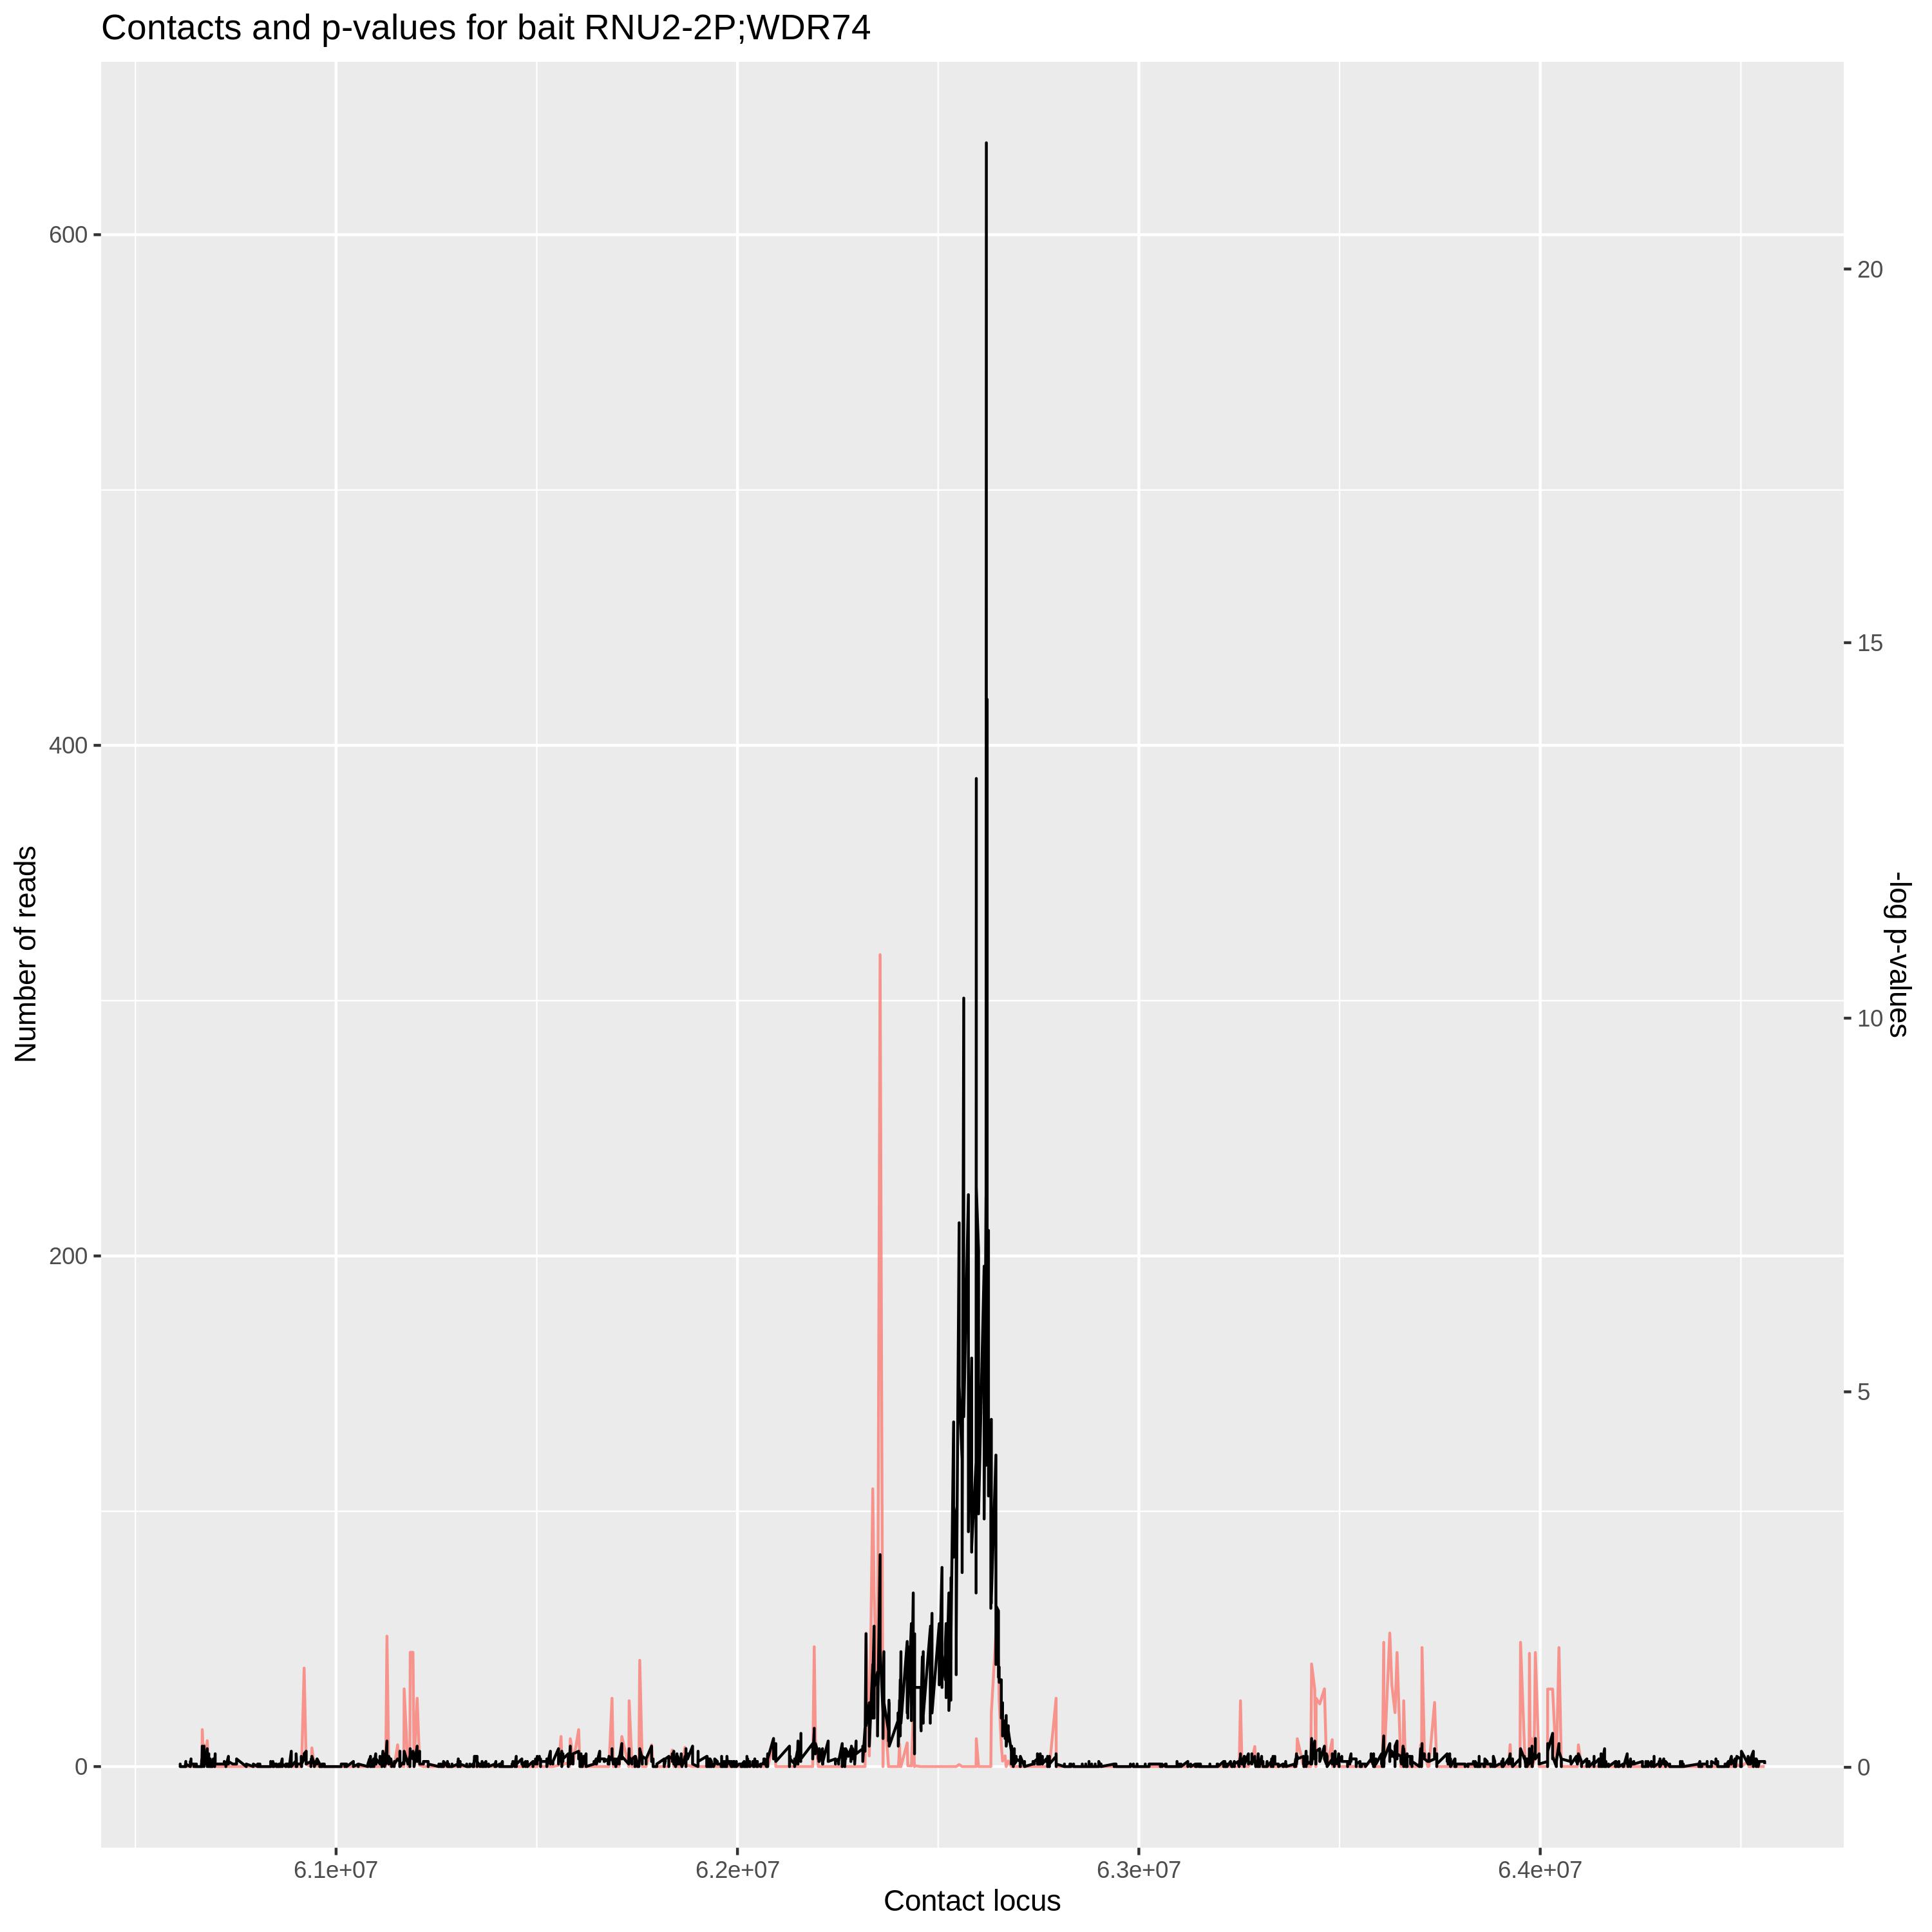 Contacts and p-values for bait RNU2-2P;WDR74
600
400
200
0
Number of reads
20
15
10
5
0
-log p-values
6.1e+07
6.2e+07
6.3e+07
6.4e+07
Contact locus